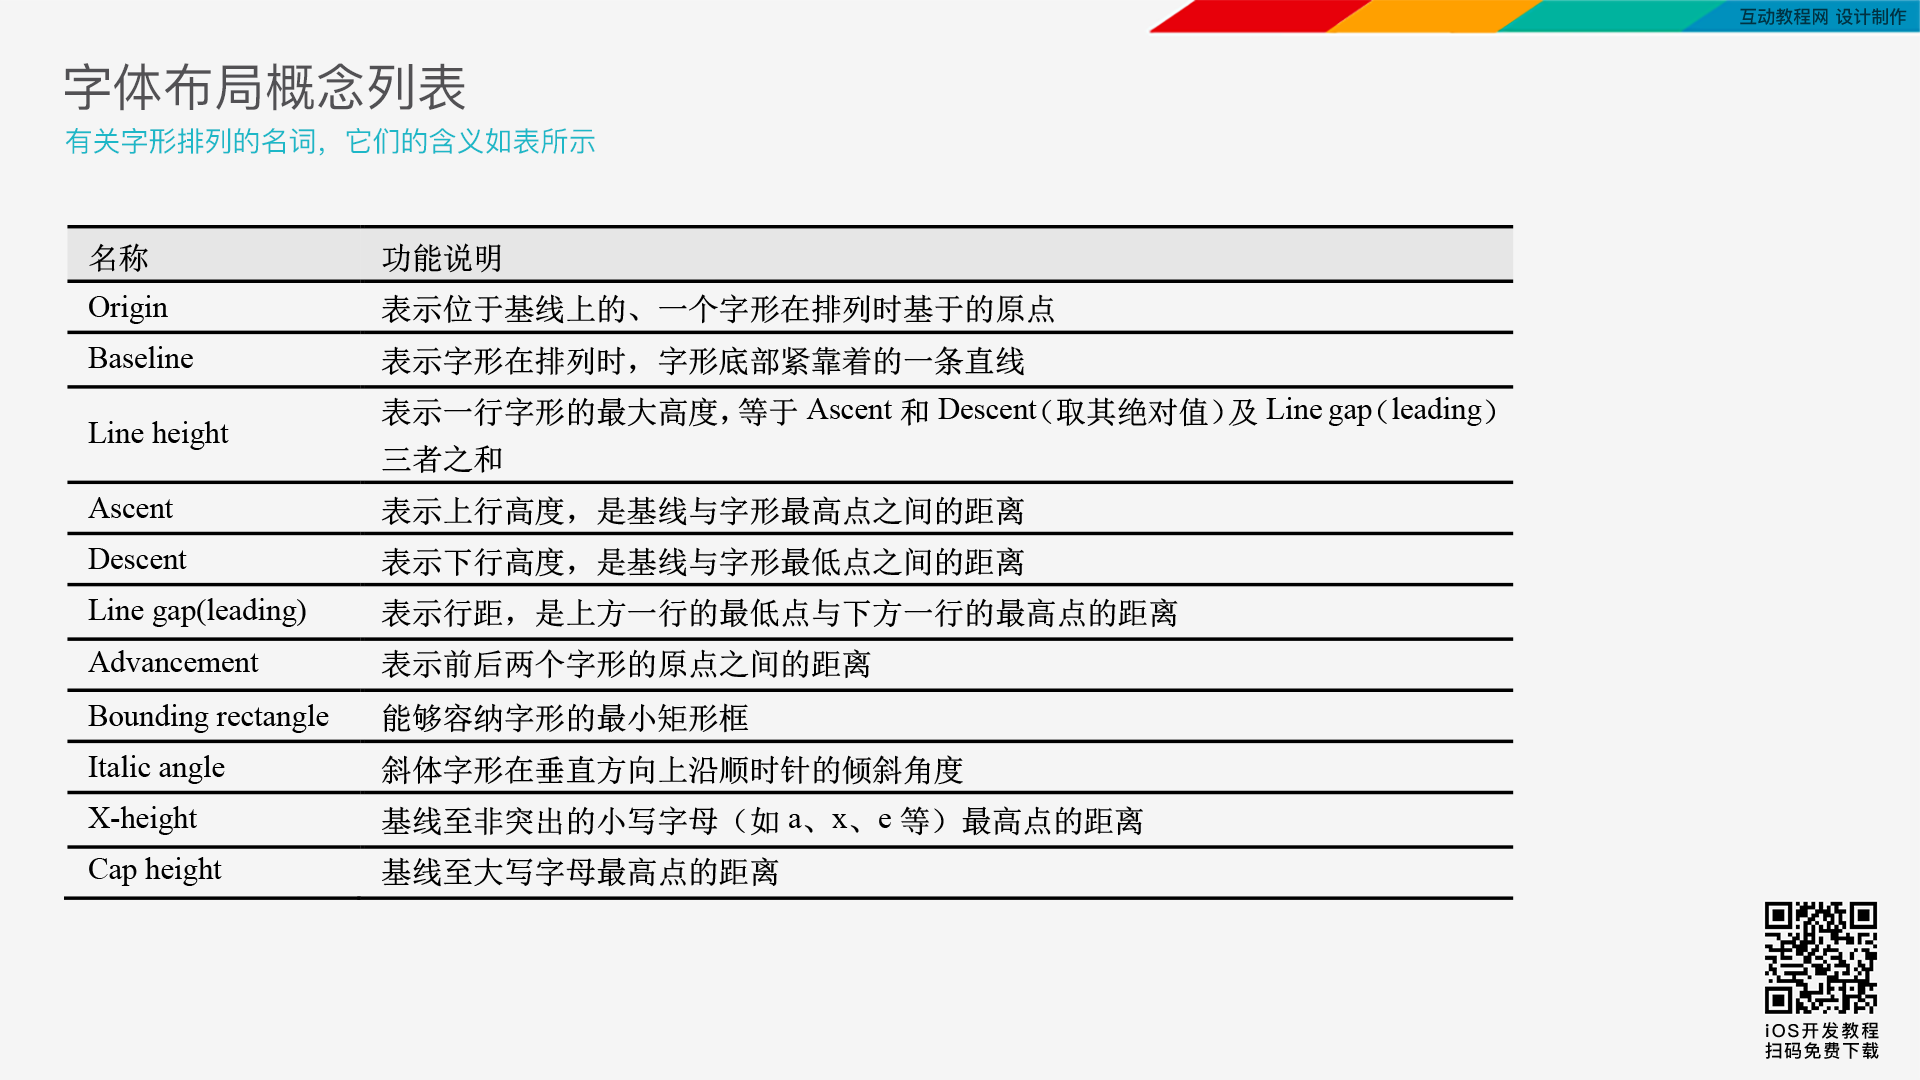 互动教程网 设计制作
字体布局概念列表
有关字形排列的名词，它们的含义如表所示
名称 功能说明
Origin 表示位于基线上的、一个字形在排列时基于的原点
Baseline 表示字形在排列时，字形底部紧靠着的一条直线
Line height 表示一行字形的最大高度，等于 Ascent 和 Descent（取其绝对值）及 Line gap（leading）
三者之和
Ascent 表示上行高度，是基线与字形最高点之间的距离
Descent 表示下行高度，是基线与字形最低点之间的距离
Line gap(leading) 表示行距，是上方一行的最低点与下方一行的最高点的距离
Advancement 表示前后两个字形的原点之间的距离
Bounding rectangle 能够容纳字形的最小矩形框
Italic angle 斜体字形在垂直方向上沿顺时针的倾斜角度
X-height 基线至非突出的小写字母（如 a、x、e 等）最高点的距离
Cap height 基线至大写字母最高点的距离
iOS开发教程
扫码免费下载